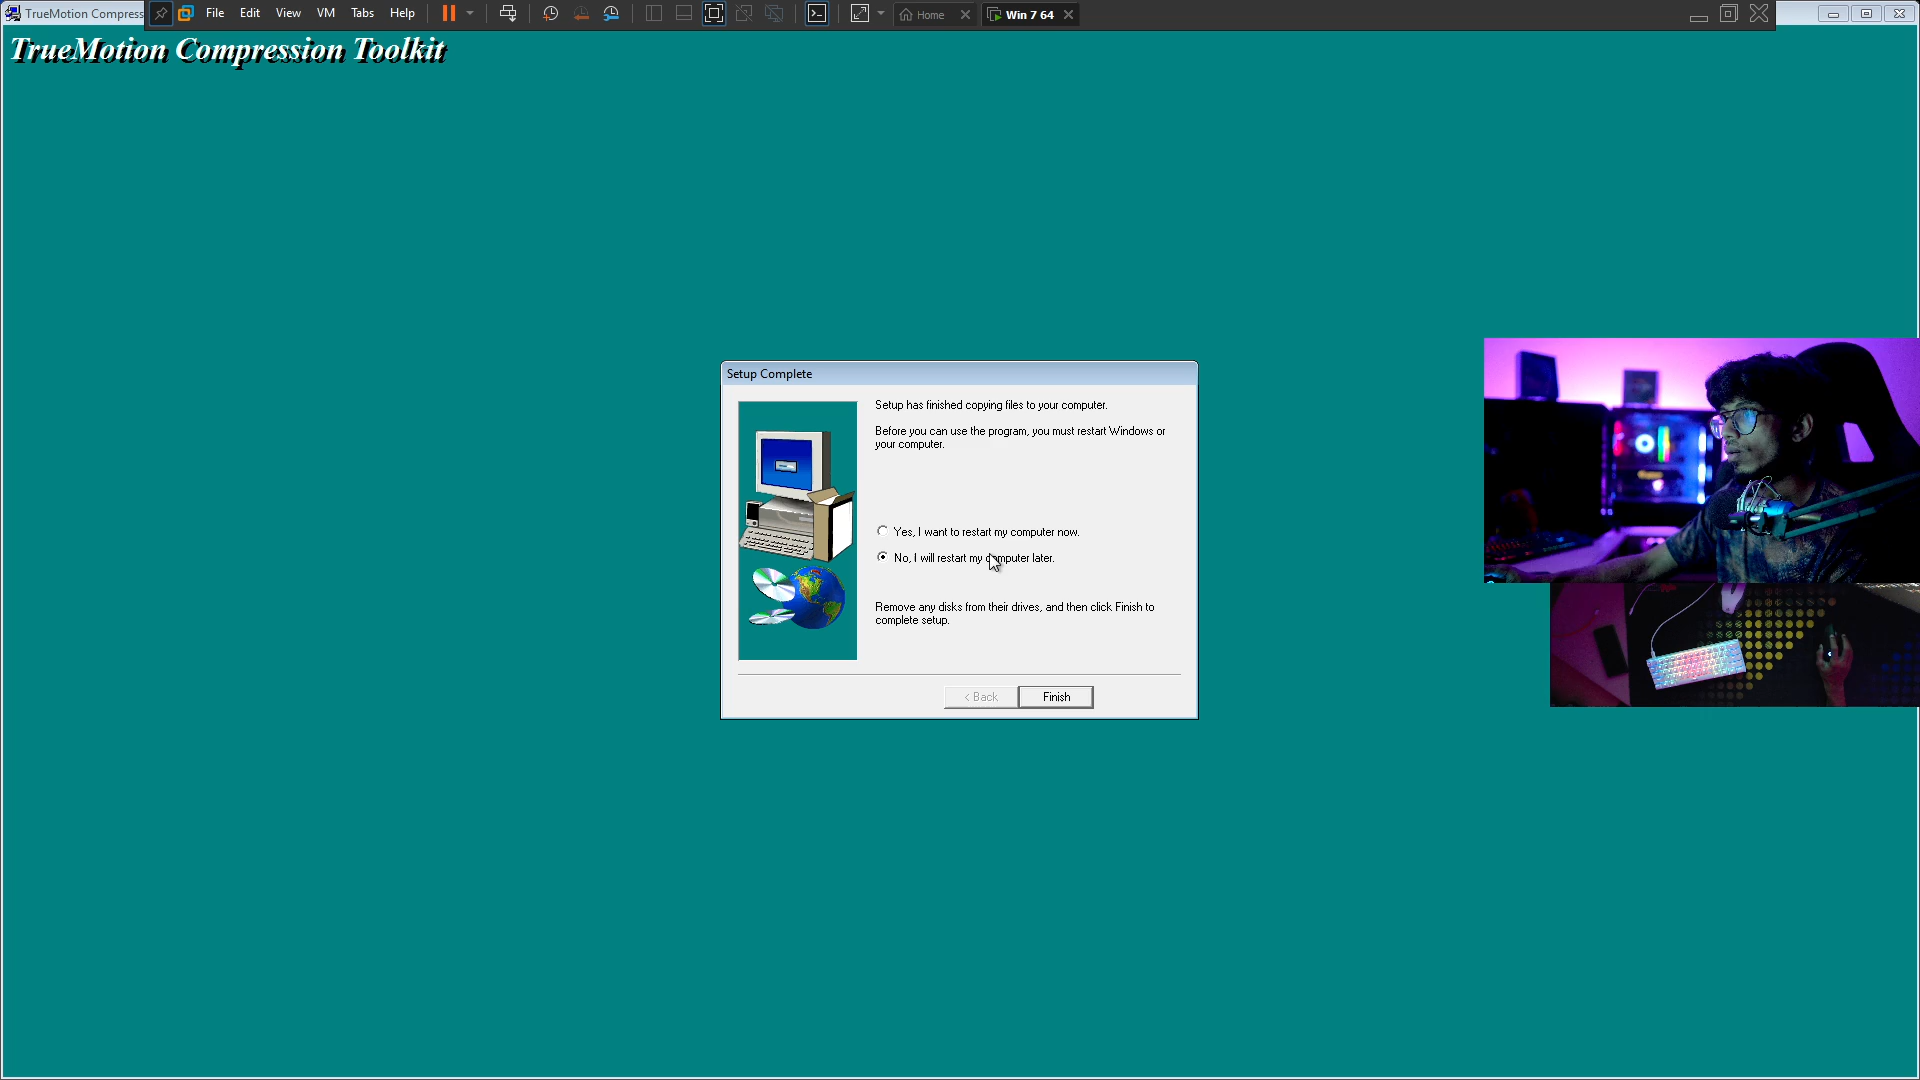 TrueMotion Compress
File Edit View VM Tabs Help
Home
Win 7 64
TrueMotion Compression Toolkit
Setup Complete
Setup has finished copying files to your computer.
Before you can use the program, you must restart Windows or
your computer.
Yes, I want to restart my computer now.
No, I will restart my computer later.
Remove any disks from their drives, and then click Finish to
complete setup.
< Back
Finish